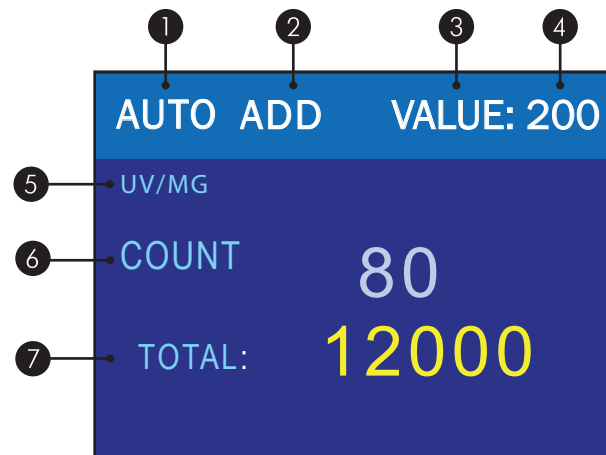 1 2 3 4
AUTO ADD VALUE: 200
5 UV/MG
6 COUNT 80
7 TOTAL: 12000